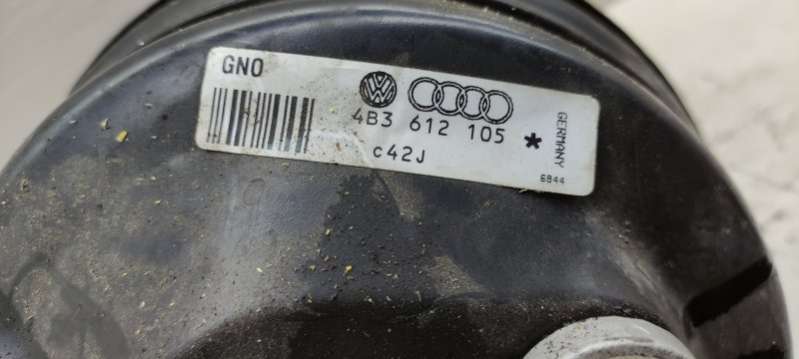 GNO
4B3 612 105 *
c42J
GERMANY
6844